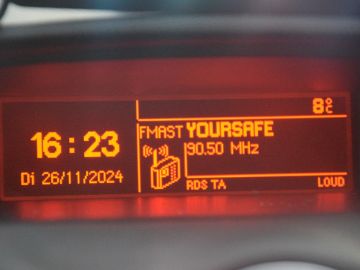 8°C
16:23
FMAST YOURSAFE
90.50 MHz
Di 26/11/2024
RDS TA
LOUD